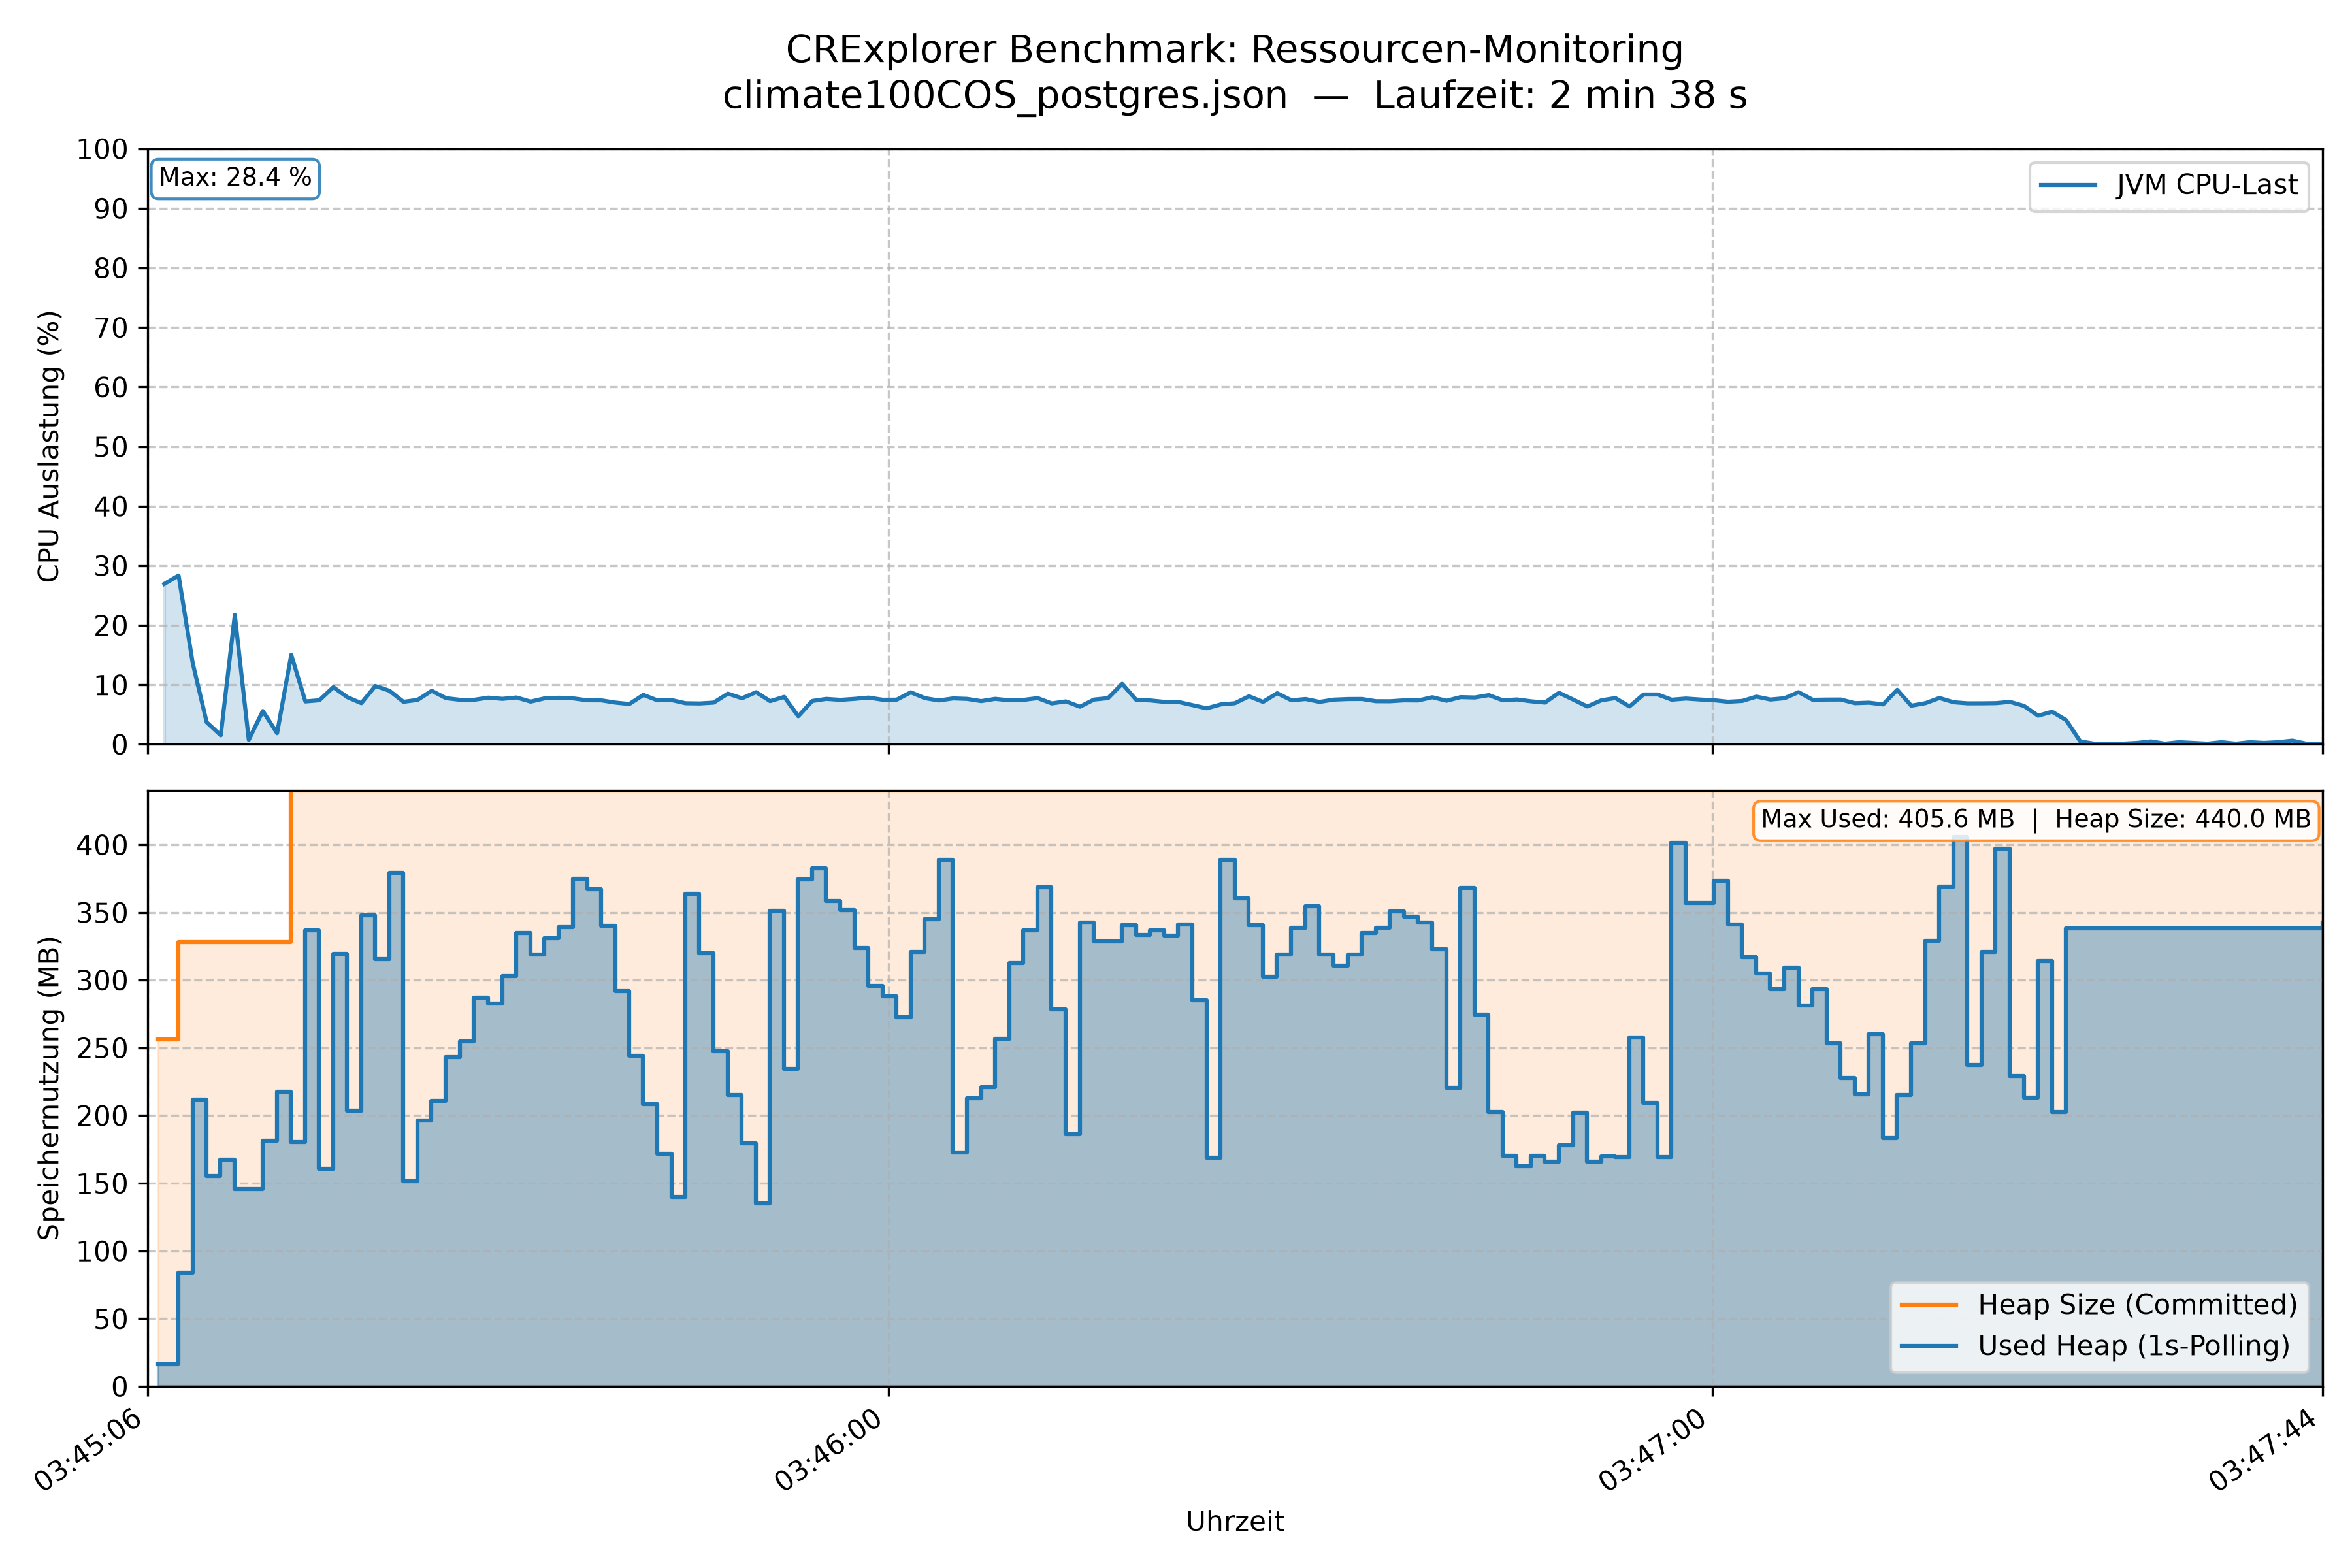 CRExplorer Benchmark: Ressourcen-Monitoring
climate100COS_postgres.json — Laufzeit: 2 min 38 s
Max: 28.4 %
JVM CPU-Last
CPU Auslastung (%)
100
90
80
70
60
50
40
30
20
10
0
Max Used: 405.6 MB | Heap Size: 440.0 MB
Speichernutzung (MB)
400
350
300
250
200
150
100
50
0
Heap Size (Committed)
Used Heap (1s-Polling)
03:45:06
03:46:00
03:47:00
03:47:44
Uhrzeit